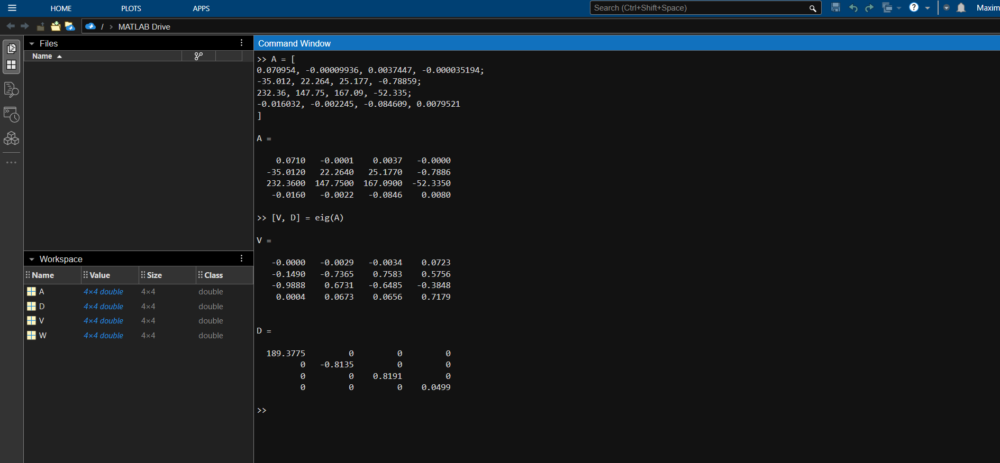 HOME PLOTS APPS Search (Ctrl+Shift+Space) ? Maxim
/ > MATLAB Drive
Files
Name
Command Window
>> A = [
0.070954, -0.00009936, 0.0037447, -0.000035194;
-35.012, 22.264, 25.177, -0.78859;
232.36, 147.75, 167.09, -52.335;
-0.016032, -0.002245, -0.084609, 0.0079521
]
A =
0.0710 -0.0001 0.0037 -0.0000
-35.0120 22.2640 25.1770 -0.7886
232.3600 147.7500 167.0900 -52.3350
-0.0160 -0.0022 -0.0846 0.0080
>> [V, D] = eig(A)
V =
-0.0000 -0.0029 -0.0034 0.0723
-0.1490 -0.7365 0.7583 0.5756
-0.9888 0.6731 -0.6485 -0.3848
0.0004 0.0673 0.0656 0.7179
D =
189.3775 0 0 0
0 -0.8135 0 0
0 0 0.8191 0
0 0 0 0.0499
>>
Workspace
Name Value Size Class
A 4×4 double 4×4 double
D 4×4 double 4×4 double
V 4×4 double 4×4 double
W 4×4 double 4×4 double